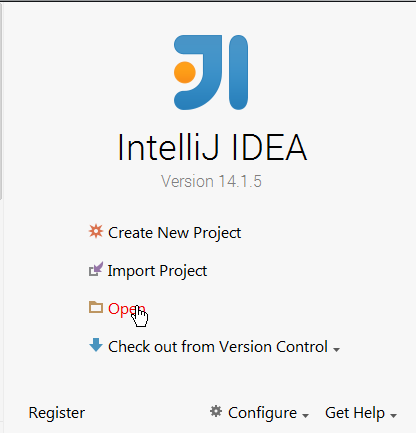 IntelliJ IDEA
Version 14.1.5
Create New Project
Import Project
Open
Check out from Version Control
Register Configure Get Help